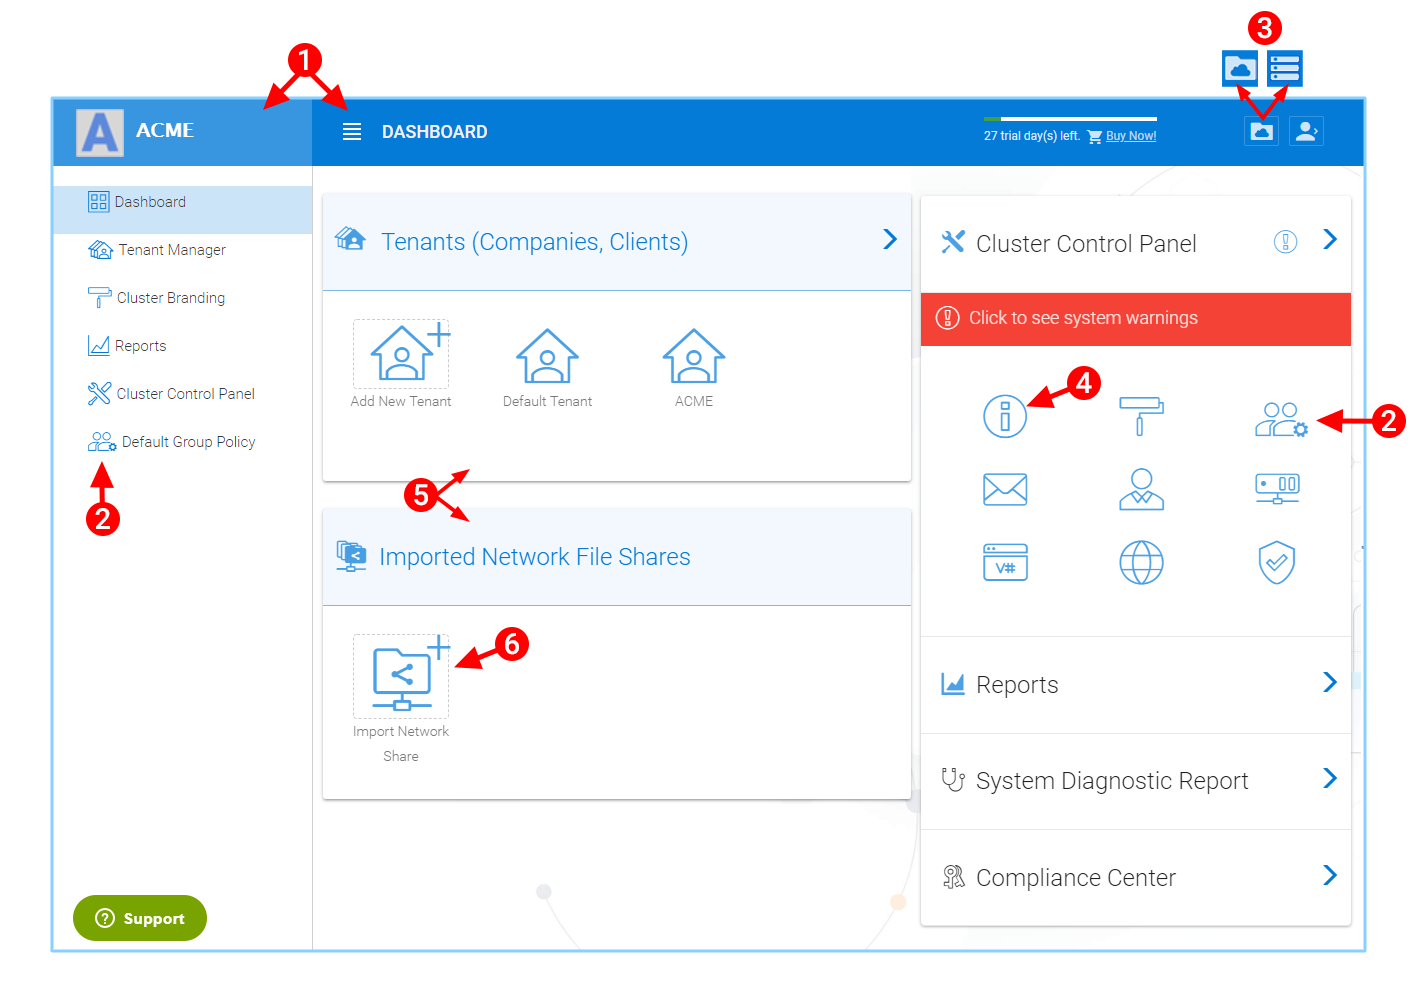 3
1
A ACME
DASHBOARD
27 trial day(s) left. Buy Now!
Dashboard
Tenant Manager
Cluster Branding
Reports
Cluster Control Panel
Default Group Policy
2
Support
Tenants (Companies, Clients)
Add New Tenant
Default Tenant
ACME
5
Imported Network File Shares
6
Import Network
Share
Cluster Control Panel
Click to see system warnings
4
2
V#
Reports
System Diagnostic Report
Compliance Center